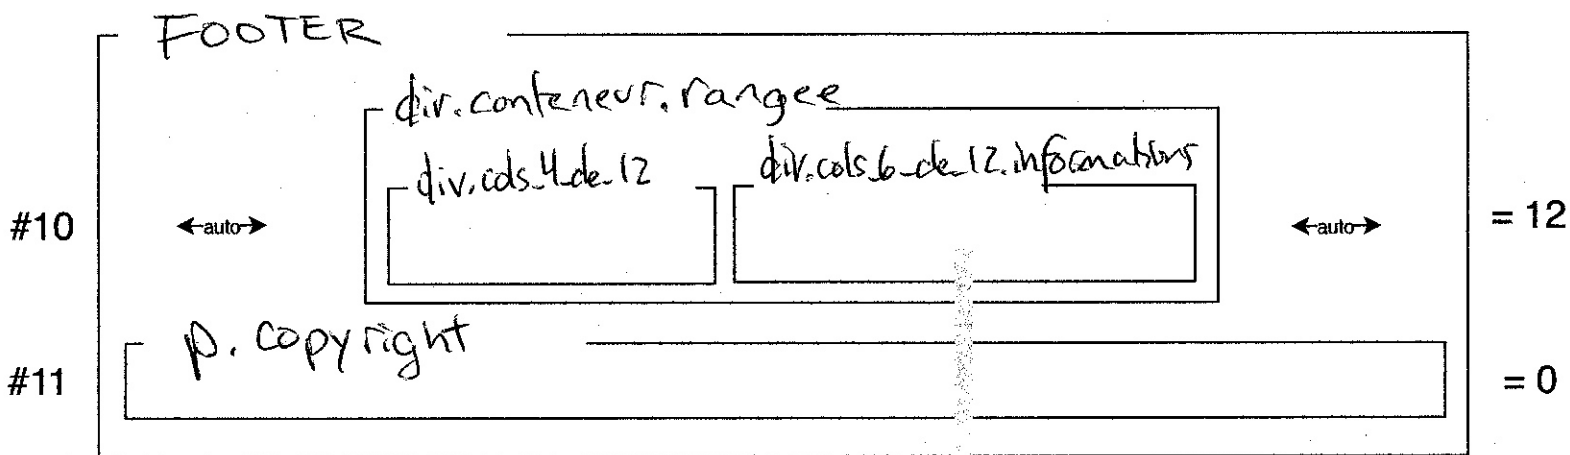 FOOTER
div.conteneur.rangee
div.cols_4_de_12 div.cols_6_de_12.informations
#10 auto auto = 12
p.copyright
#11 = 0